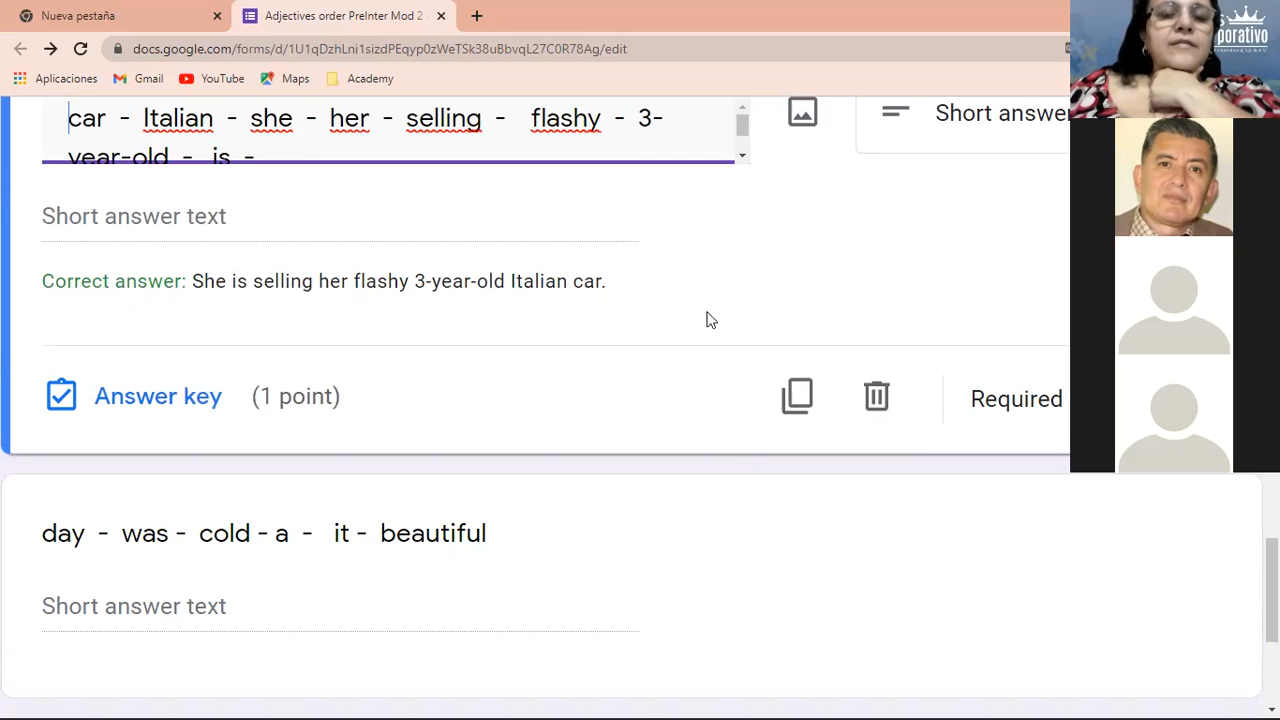 Nueva pestaña
Adjectives order PreInter Mod 2
docs.google.com/forms/d/1U1qDzhLni1sizdPEqyp0zWeTSk38uBbvqL27C0R78Ag/edit
Aplicaciones Gmail YouTube Maps Academy
porativo
car - Italian - she - her - selling - flashy - 3-
year-old - is -
Short answer
Short answer text
Correct answer: She is selling her flashy 3-year-old Italian car.
Answer key (1 point)
Required
day - was - cold - a - it - beautiful
Short answer text